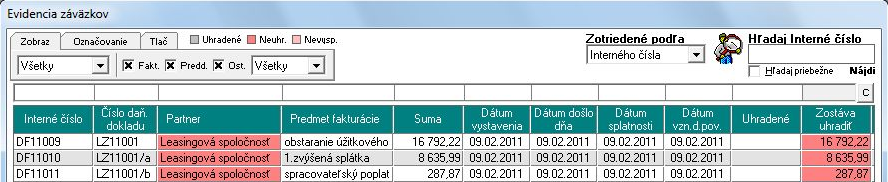 Evidencia záväzkov
Zobraz Označovanie Tlač Uhradené Neuhr. Nevysp.
Zotriedené podľa
Hľadaj Interné číslo
Všetky Fakt. Predd. Ost. Všetky
Interného čísla
Hľadaj priebežne Nájdi
C
Interné číslo Číslo daň. dokladu Partner Predmet fakturácie Suma Dátum vystavenia Dátum došlo dňa Dátum splatnosti Dátum vzn.d.pov. Uhradené Zostáva uhradiť
DF11009 LZ11001 Leasingová spoločnosť obstaranie úžitkového 16 792,22 09.02.2011 09.02.2011 09.02.2011 09.02.2011 16 792,22
DF11010 LZ11001/a Leasingová spoločnosť 1.zvýšená splátka 8 635,99 09.02.2011 09.02.2011 09.02.2011 09.02.2011 8 635,99
DF11011 LZ11001/b Leasingová spoločnosť spracovateľský poplat 287,87 09.02.2011 09.02.2011 09.02.2011 09.02.2011 287,87